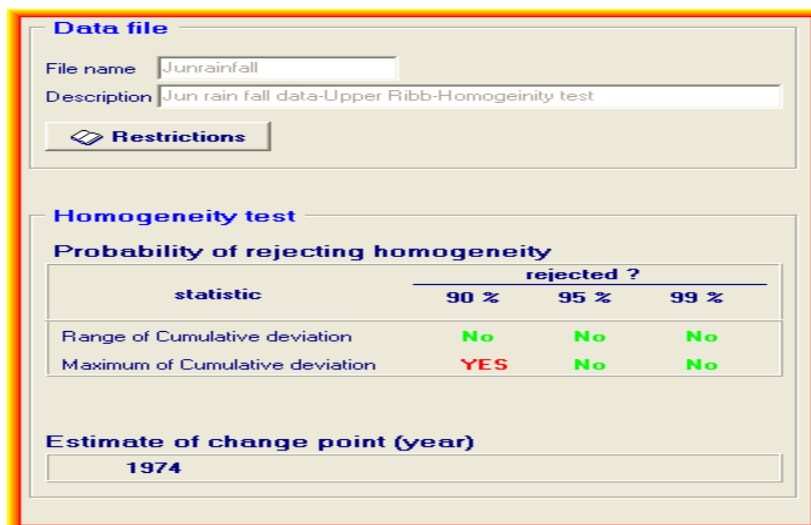 Data file
File name Junrainfall
Description Jun rain fall data-Upper Ribb-Homogeinity test
Restrictions
Homogeneity test
Probability of rejecting homogeneity
rejected ?
statistic 90 % 95 % 99 %
Range of Cumulative deviation No No No
Maximum of Cumulative deviation YES No No
Estimate of change point (year)
1974